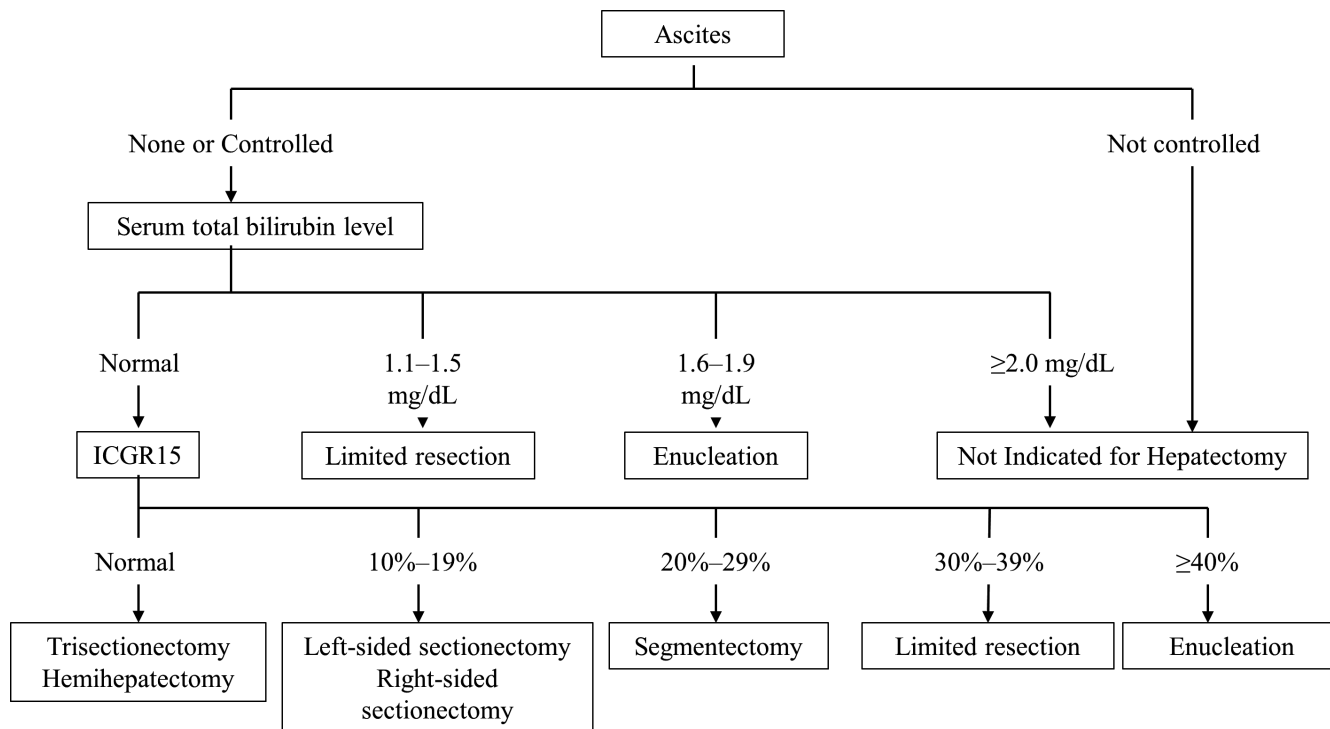 Ascites
None or Controlled
Not controlled
Serum total bilirubin level
Normal
1.1–1.5
mg/dL
1.6–1.9
mg/dL
≥2.0 mg/dL
ICGR15
Limited resection
Enucleation
Not Indicated for Hepatectomy
Normal
10%–19%
20%–29%
30%–39%
≥40%
Trisectionectomy
Hemihepatectomy
Left-sided sectionectomy
Right-sided
sectionectomy
Segmentectomy
Limited resection
Enucleation